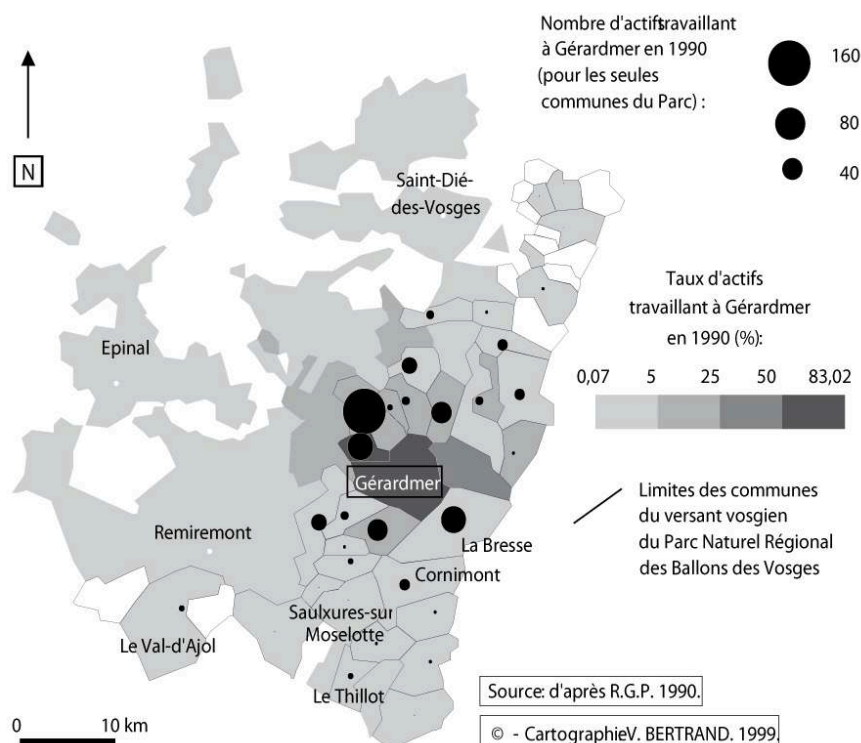 Nombre d'actifstravaillant
à Gérardmer en 1990
(pour les seules
communes du Parc) :
160
80
40
N
Saint-Dié-
des-Vosges
Taux d'actifs
travaillant à Gérardmer
en 1990 (%):
0,07 5 25 50 83,02
Epinal
Gérardmer
Limites des communes
du versant vosgien
du Parc Naturel Régional
des Ballons des Vosges
Remiremont
La Bresse
Cornimont
Saulxures-sur
Moselotte
Le Val-d'Ajol
Le Thillot
Source: d'après R.G.P. 1990.
0 10 km
© - CartographieV. BERTRAND. 1999.